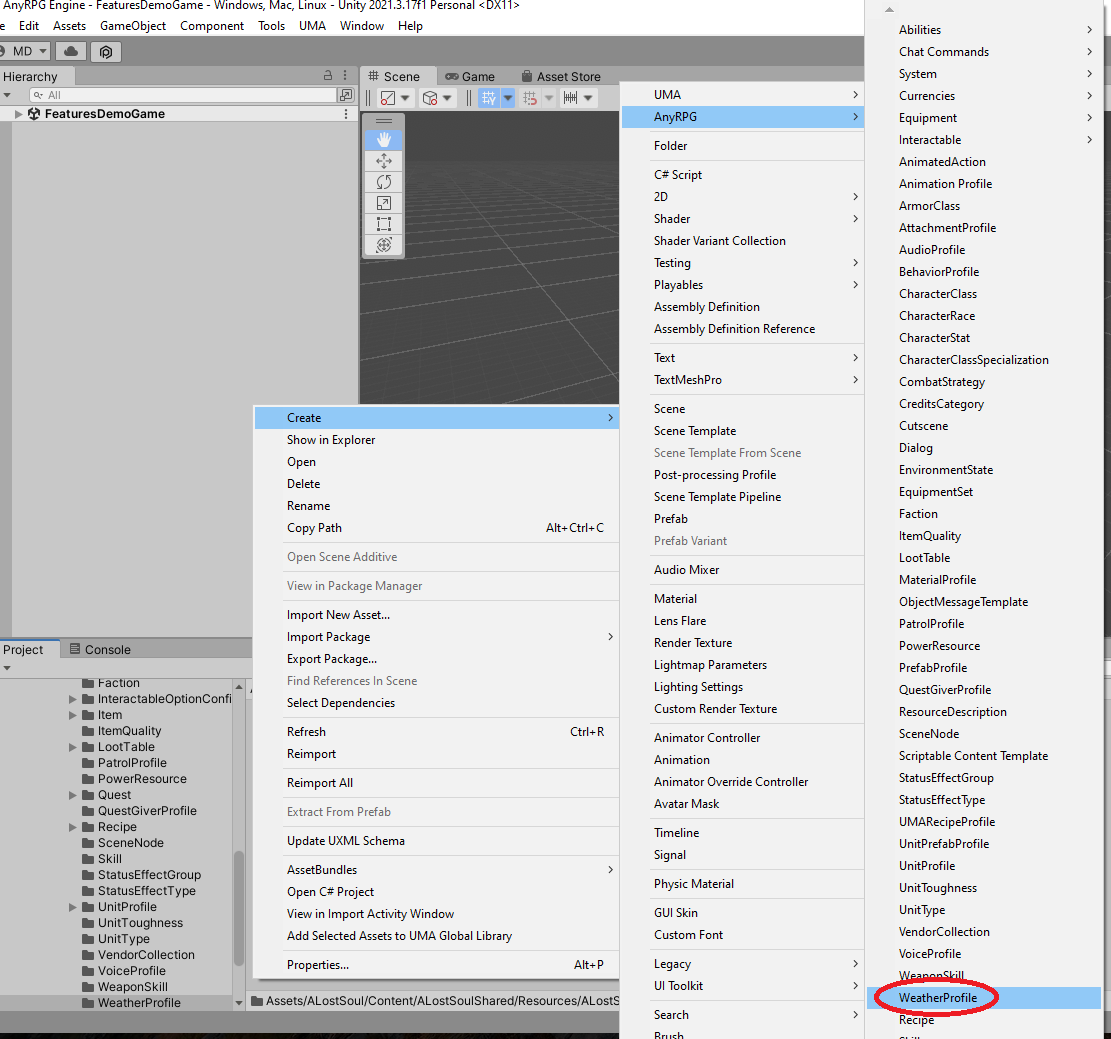 AnyRPG Engine - FeaturesDemoGame - Windows, Mac, Linux - Unity 2021.3.17f1 Personal <DX11>
Edit Assets GameObject Component Tools UMA Window Help
MD
Hierarchy
All
FeaturesDemoGame
Scene Game Asset Store
Create
Show in Explorer
Open
Delete
Rename
Copy Path Alt+Ctrl+C
Open Scene Additive
View in Package Manager
Import New Asset...
Import Package
Export Package...
Find References In Scene
Select Dependencies
Refresh Ctrl+R
Reimport
Reimport All
Extract From Prefab
Update UXML Schema
AssetBundles
Open C# Project
View in Import Activity Window
Add Selected Assets to UMA Global Library
Properties... Alt+P
UMA
AnyRPG
Folder
C# Script
2D
Shader
Shader Variant Collection
Testing
Playables
Assembly Definition
Assembly Definition Reference
Text
TextMeshPro
Scene
Scene Template
Scene Template From Scene
Post-processing Profile
Scene Template Pipeline
Prefab
Prefab Variant
Audio Mixer
Material
Lens Flare
Render Texture
Lightmap Parameters
Lighting Settings
Custom Render Texture
Animator Controller
Animation
Animator Override Controller
Avatar Mask
Timeline
Signal
Physic Material
GUI Skin
Custom Font
Legacy
UI Toolkit
Search
Brush
Abilities
Chat Commands
System
Currencies
Equipment
Interactable
AnimatedAction
Animation Profile
ArmorClass
AttachmentProfile
AudioProfile
BehaviorProfile
CharacterClass
CharacterRace
CharacterStat
CharacterClassSpecialization
CombatStrategy
CreditsCategory
Cutscene
Dialog
EnvironmentState
EquipmentSet
Faction
ItemQuality
LootTable
MaterialProfile
ObjectMessageTemplate
PatrolProfile
PowerResource
PrefabProfile
QuestGiverProfile
ResourceDescription
SceneNode
Scriptable Content Template
StatusEffectGroup
StatusEffectType
UMARecipeProfile
UnitPrefabProfile
UnitProfile
UnitToughness
UnitType
VendorCollection
VoiceProfile
WeaponSkill
WeatherProfile
Recipe
Project Console
Faction
InteractableOptionConfi
Item
ItemQuality
LootTable
PatrolProfile
PowerResource
Quest
QuestGiverProfile
Recipe
SceneNode
Skill
StatusEffectGroup
StatusEffectType
UnitProfile
UnitToughness
UnitType
VendorCollection
VoiceProfile
WeaponSkill
WeatherProfile
Assets/ALostSoul/Content/ALostSoulShared/Resources/ALostS